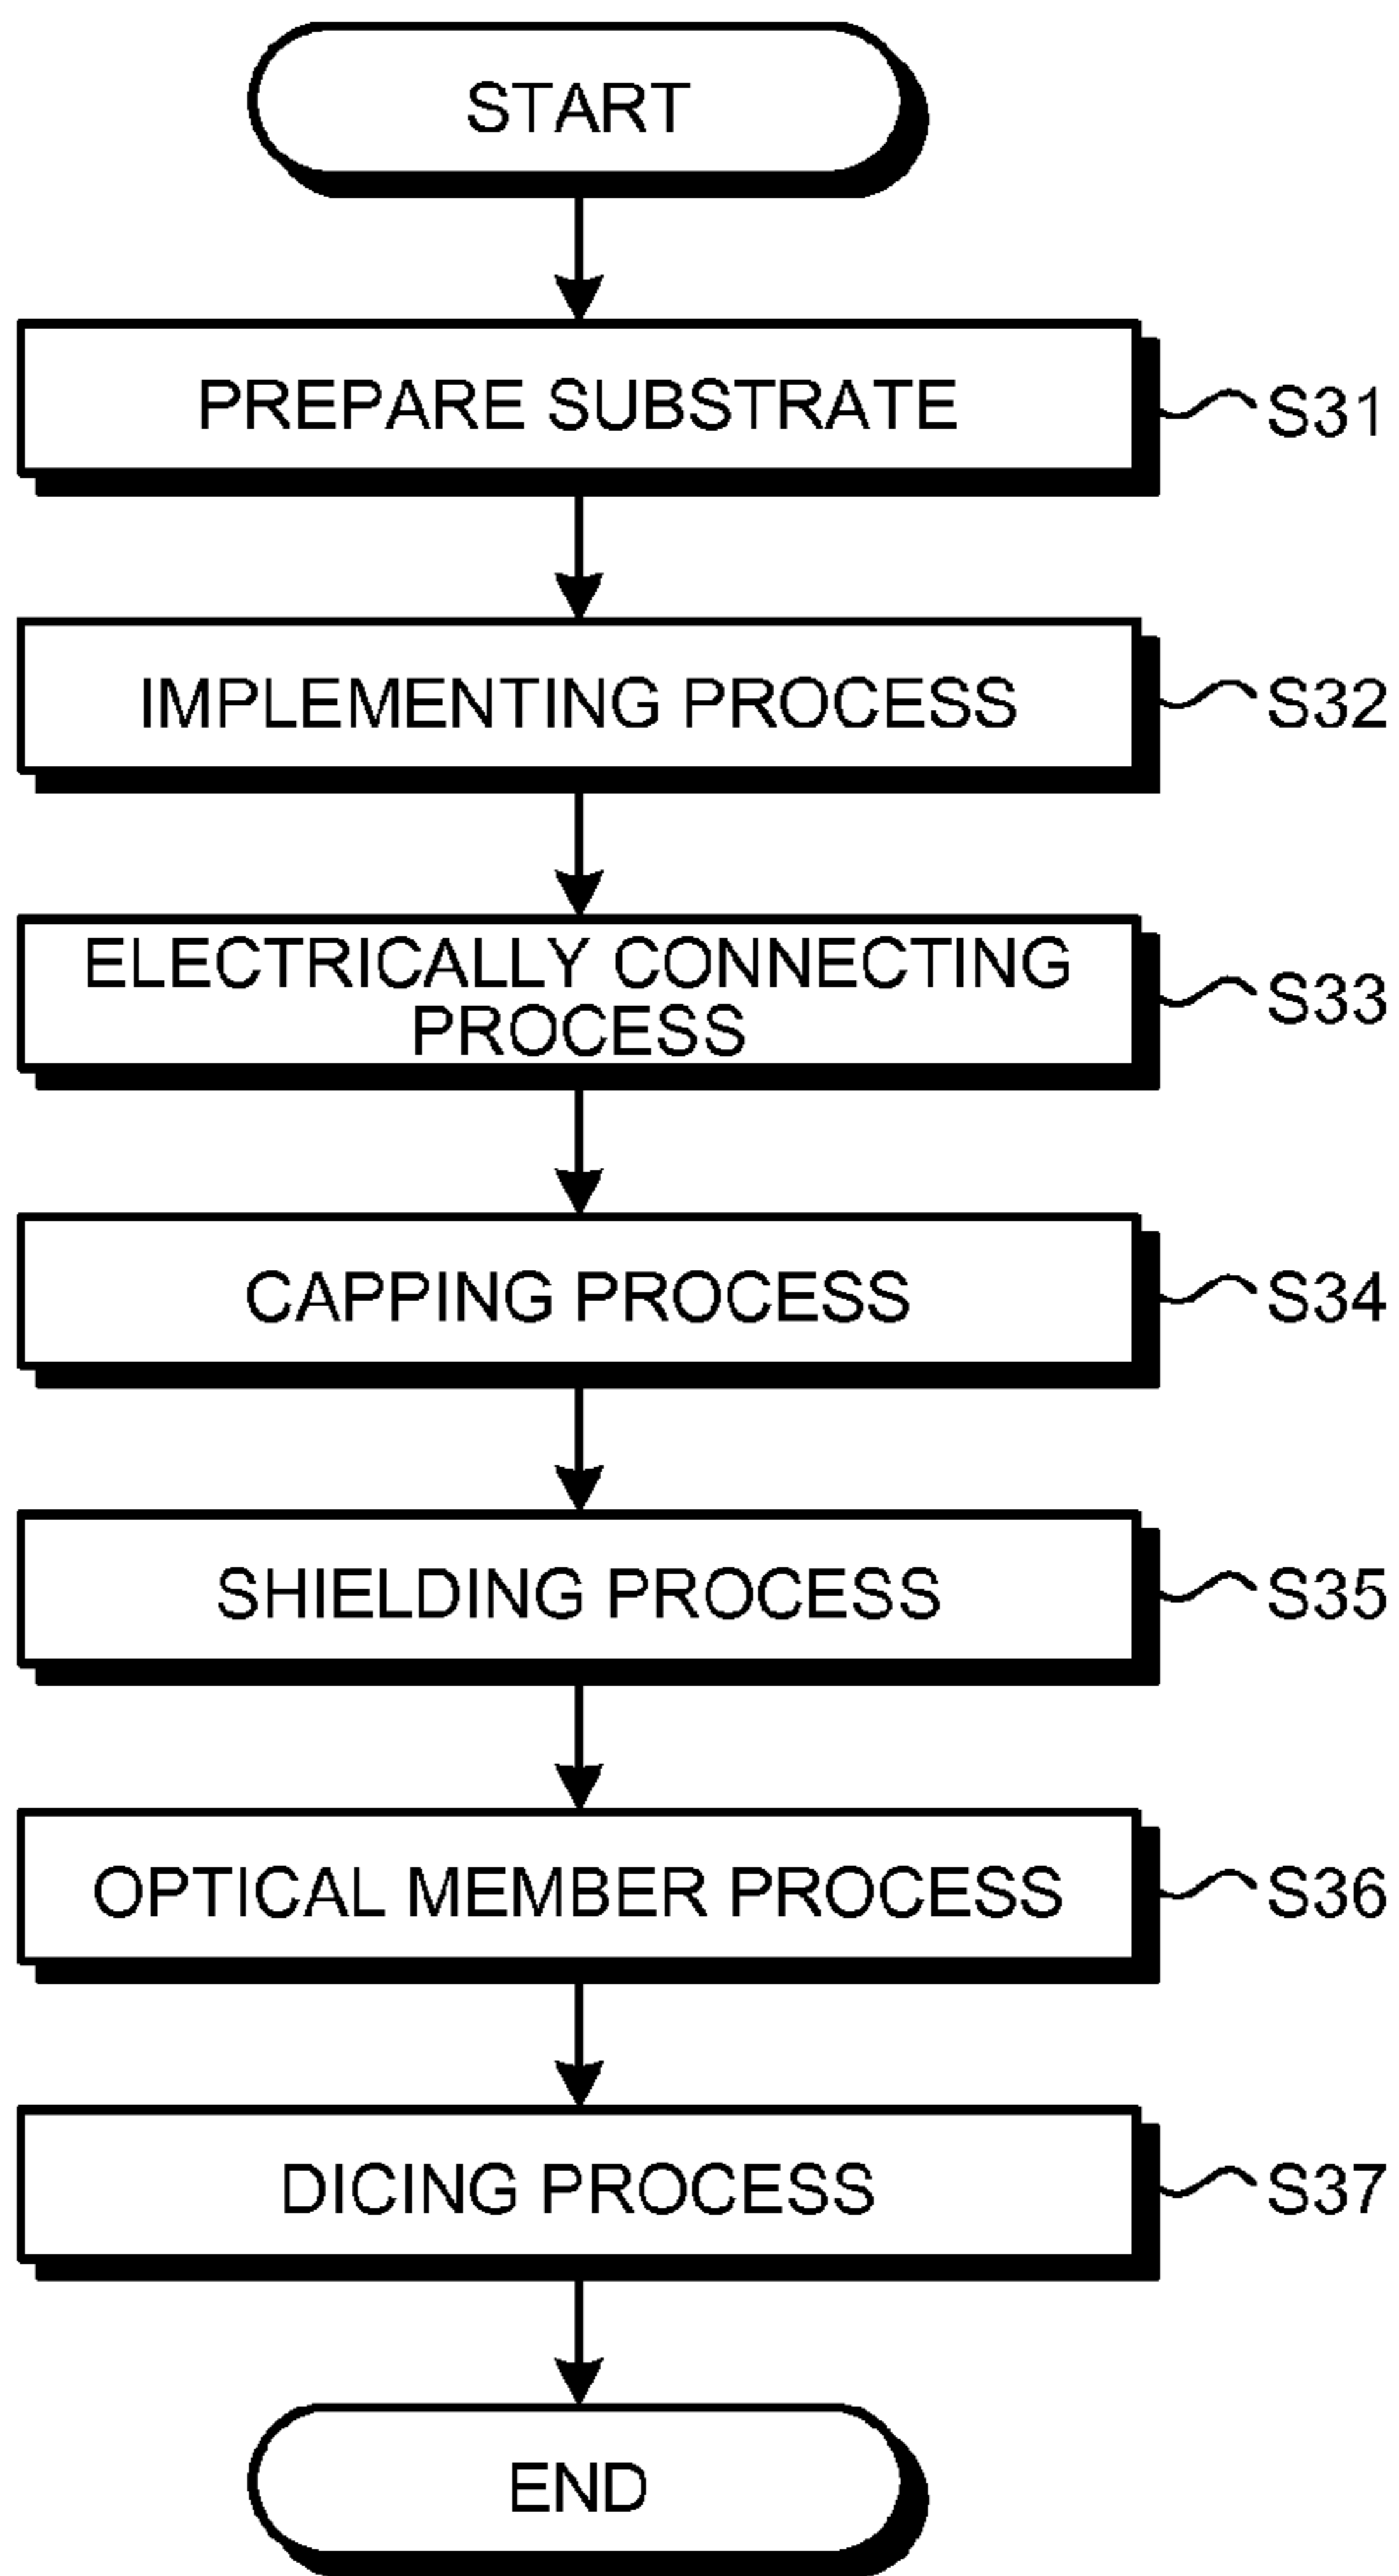 START
PREPARE SUBSTRATE
S31
IMPLEMENTING PROCESS
S32
ELECTRICALLY CONNECTING
PROCESS
S33
CAPPING PROCESS
S34
SHIELDING PROCESS
S35
OPTICAL MEMBER PROCESS
S36
DICING PROCESS
S37
END